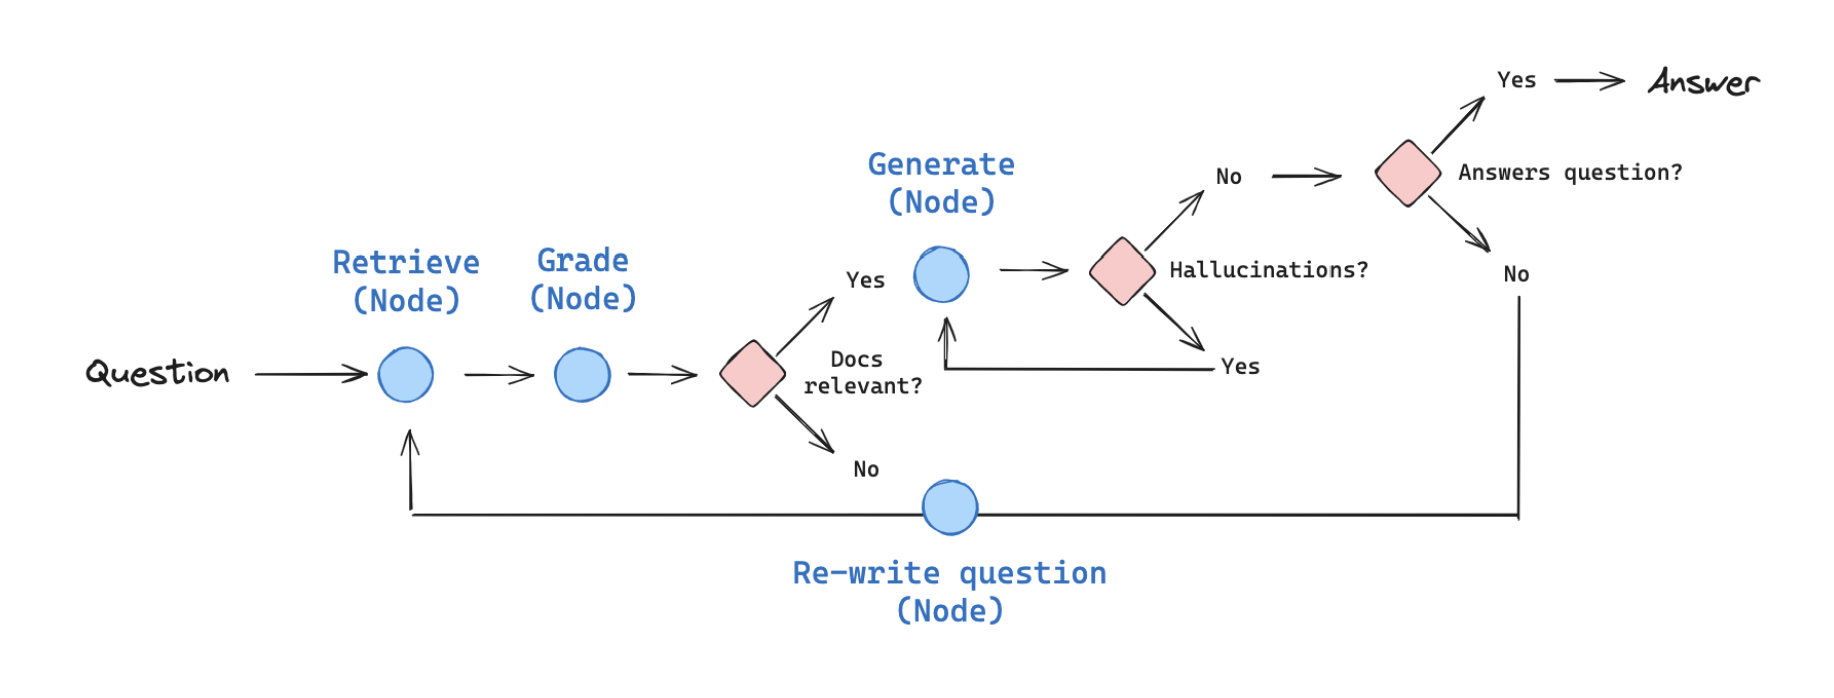 Yes
Answer
Generate
(Node)
No
Answers question?
Retrieve
(Node)
Grade
(Node)
Yes
Hallucinations?
No
Question
Docs
relevant?
Yes
No
Re-write question
(Node)